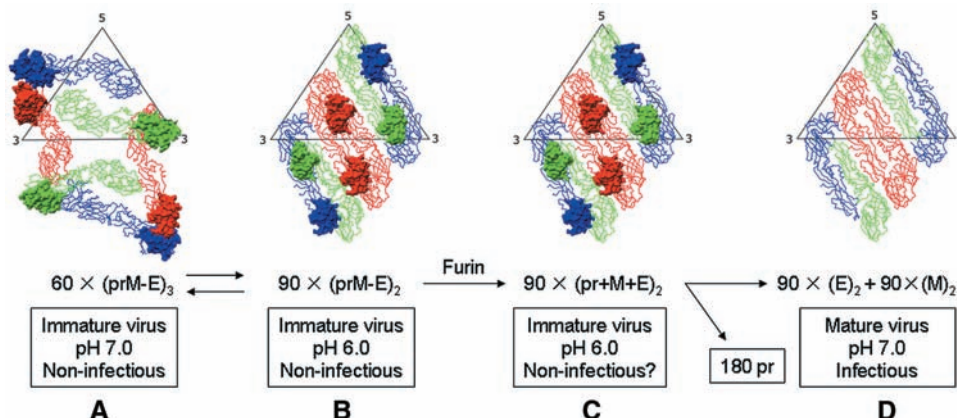 5
5
5
5
3
3
3
3
3
3
3
3
60 × (prM-E)₃
90 × (prM-E)₂
Furin
90 × (pr+M+E)₂
90 × (E)₂ + 90×(M)₂
Immature virus
pH 7.0
Non-infectious
Immature virus
pH 6.0
Non-infectious
Immature virus
pH 6.0
Non-infectious?
180 pr
Mature virus
pH 7.0
Infectious
A
B
C
D